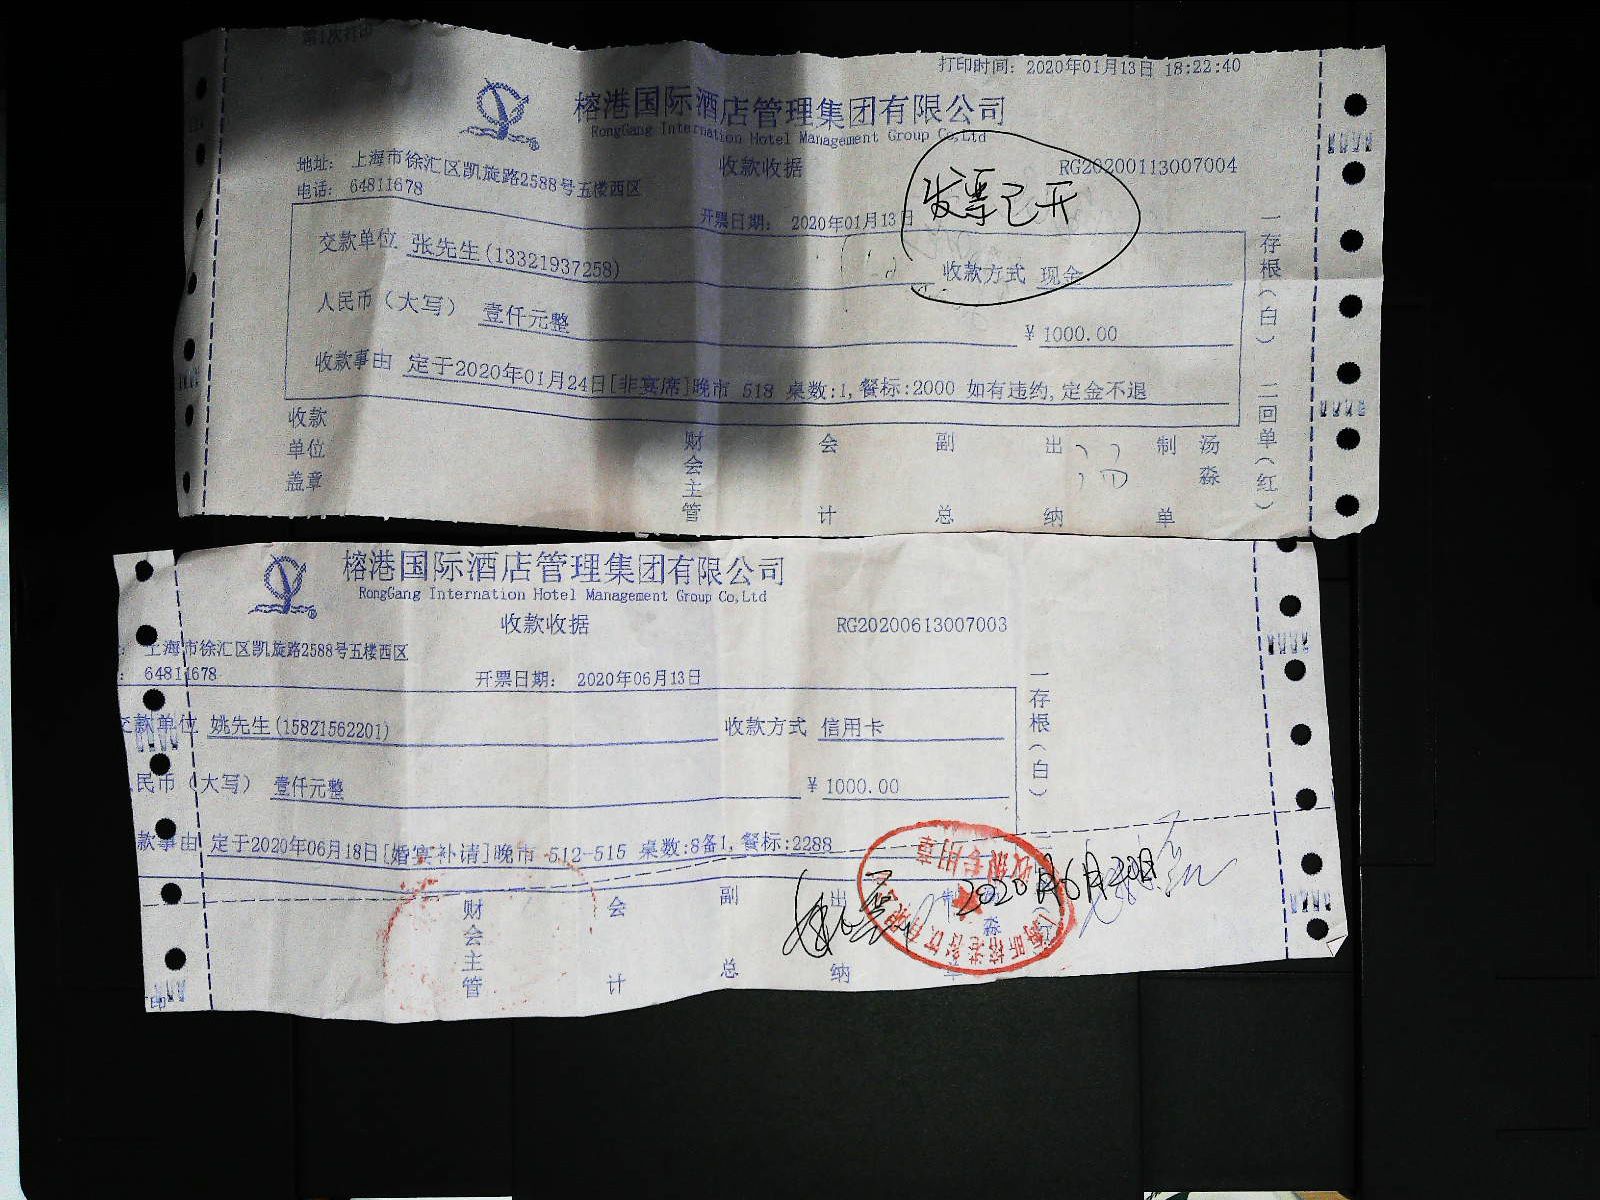 第1次打印
打印时间：2020年01月13日 18:22:40
榕港国际酒店管理集团有限公司
RongGang Internation Hotel Management Group Co,Ltd
地址：上海市徐汇区凯旋路2588号五楼西区
收款收据
RG20200113007004
电话：64811678
开票日期：2020年01月13日
发票已开
交款单位 张先生(13321937258)
收款方式 现金
人民币（大写） 壹仟元整
¥ 1000.00
收款事由 定于2020年01月24日[非宴席]晚市 518 桌数:1,餐标:2000 如有违约,定金不退
一存根（白） 二回单（红）
收款单位盖章
财会主管
会计
副总
出纳
制单
汤淼
榕港国际酒店管理集团有限公司
RongGang Internation Hotel Management Group Co,Ltd
收款收据
RG20200613007003
上海市徐汇区凯旋路2588号五楼西区
: 64811678
开票日期：2020年06月13日
交款单位 姚先生(15821562201)
收款方式 信用卡
民币（大写） 壹仟元整
¥ 1000.00
款事由 定于2020年06月18日[婚宴补请]晚市 512-515 桌数:8备1,餐标:2288
一存根（白）
财会主管
会计
副总
出纳
制单
淼
收银专用章